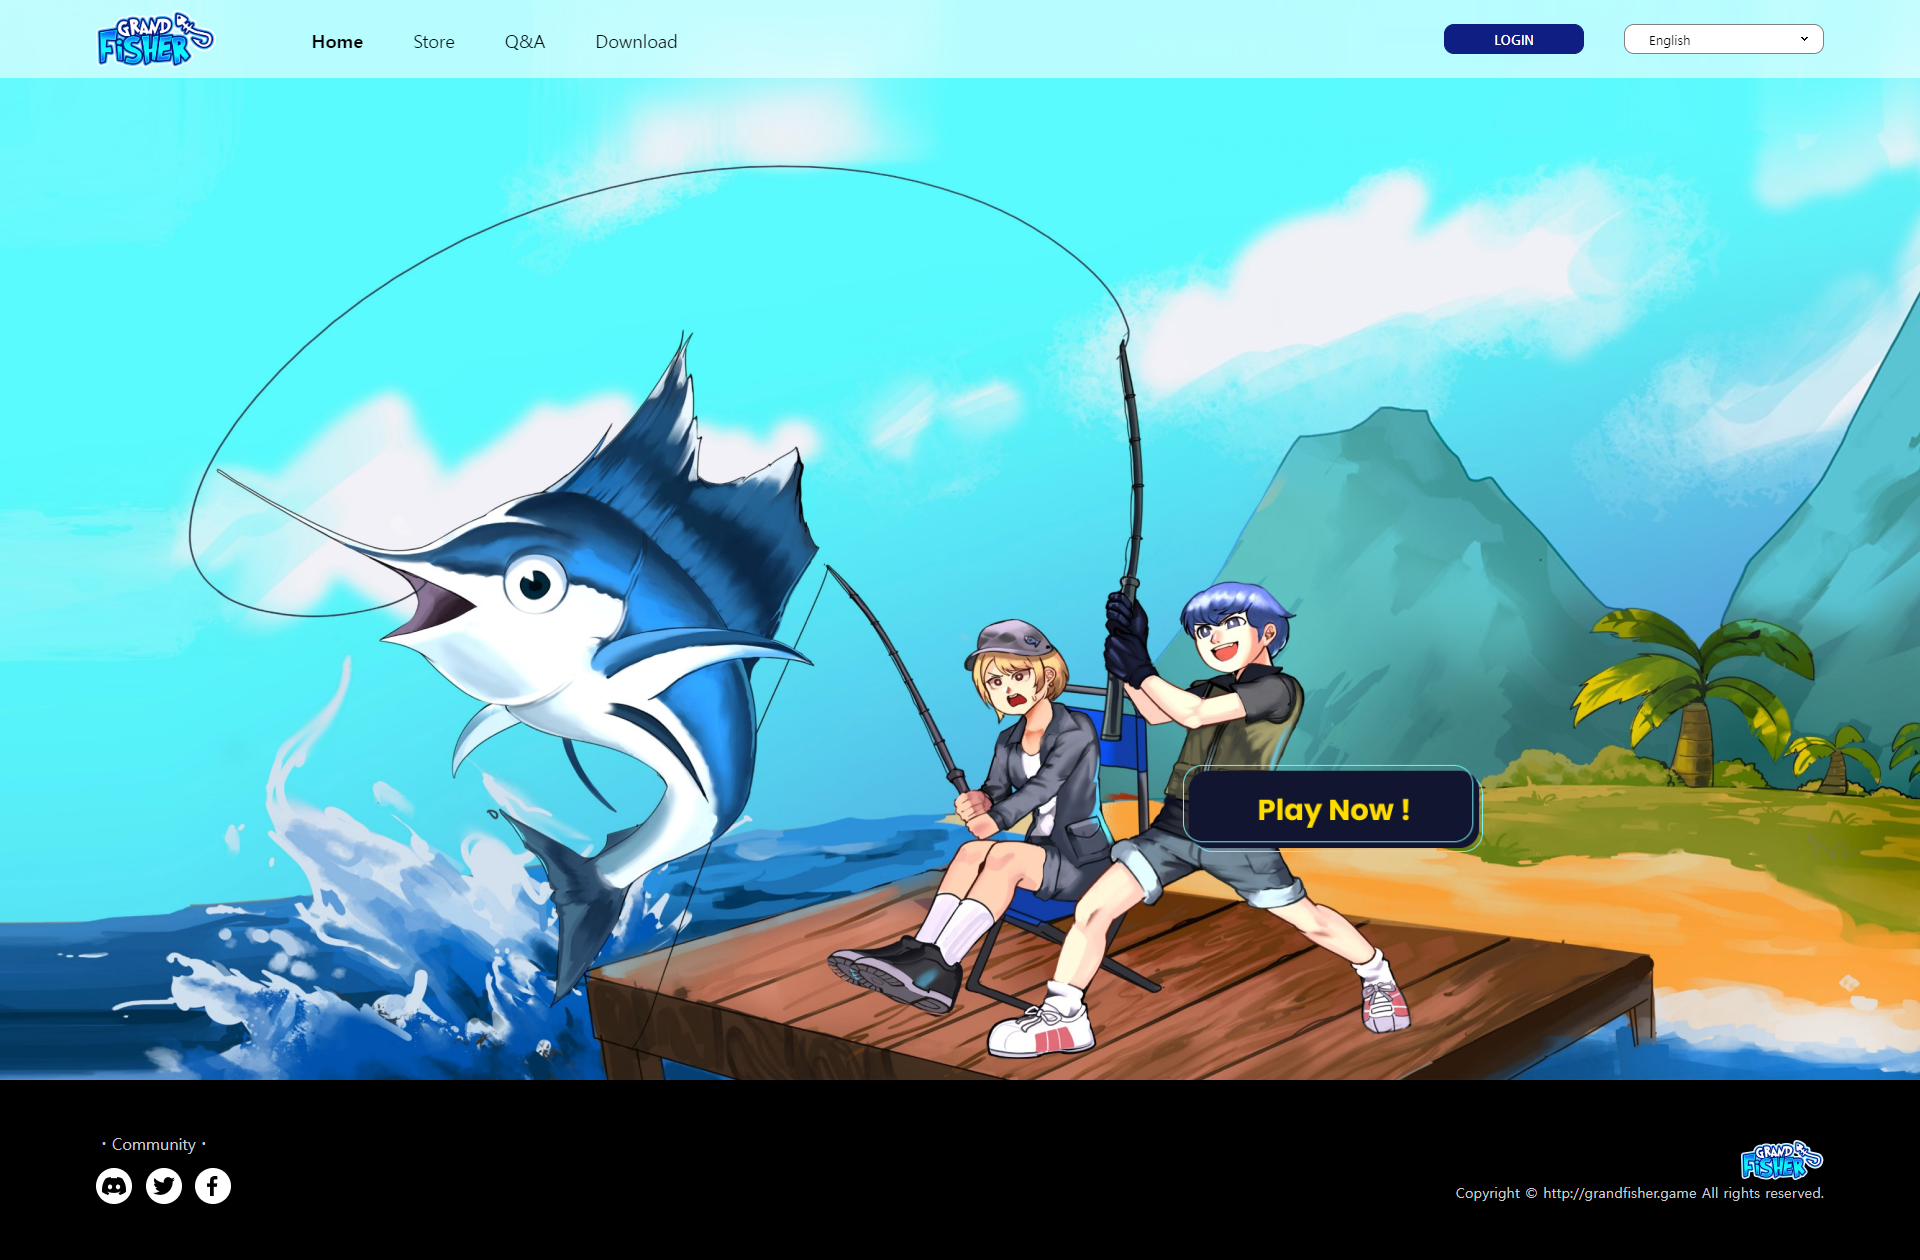 GRAND
FiSHER
Home
Store
Q&A
Download
LOGIN
English
Play Now !
・Community・
GRAND
FiSHER
Copyright © http://grandfisher.game All rights reserved.